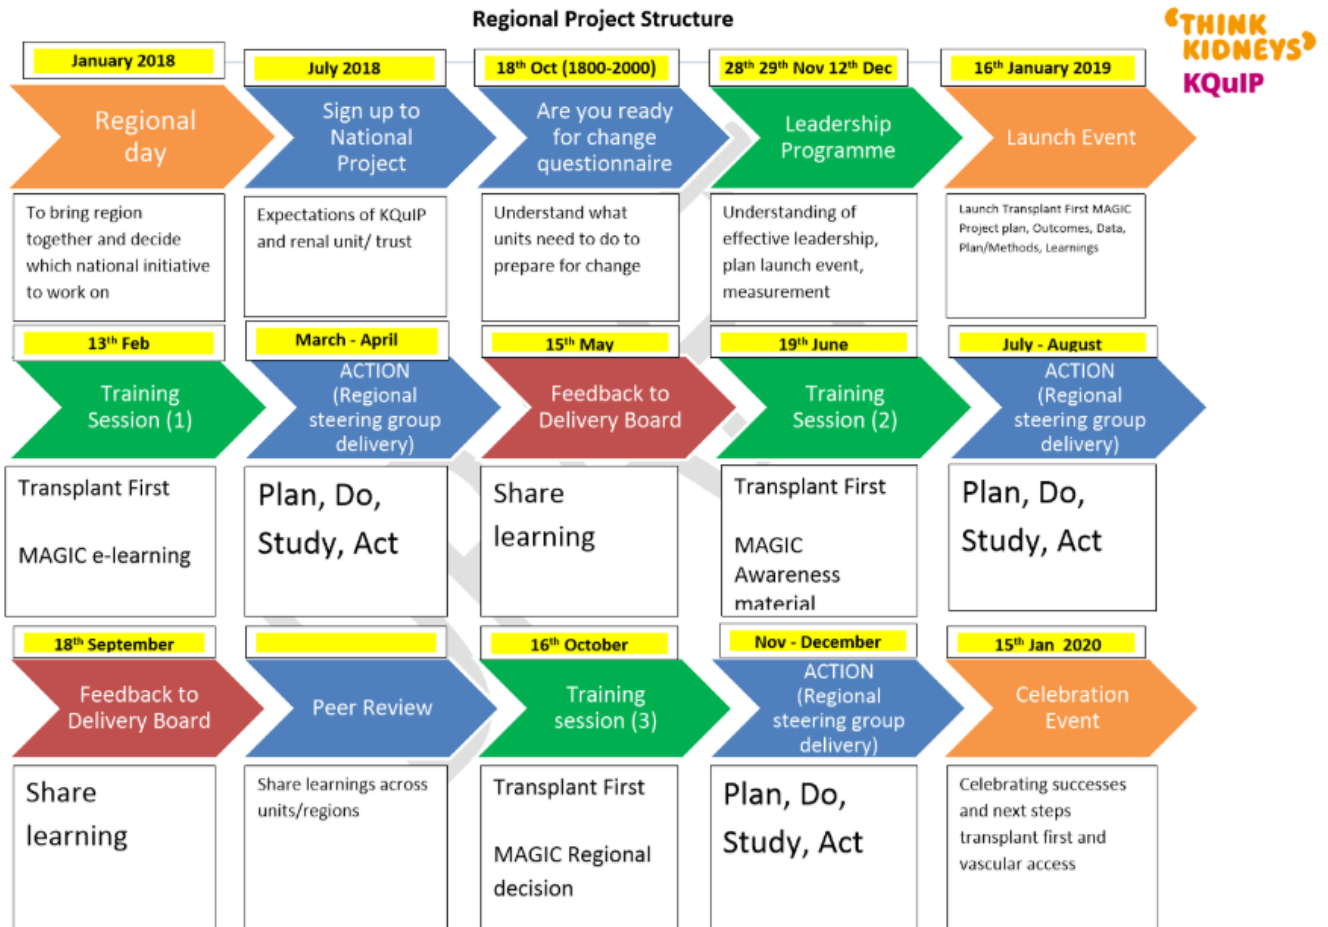 Regional Project Structure
THINK
KIDNEYS
KQuIP
January 2018
Regional
day
To bring region
together and decide
which national initiative
to work on
July 2018
Sign up to
National
Project
Expectations of KQuIP
and renal unit/ trust
18th Oct (1800-2000)
Are you ready
for change
questionnaire
Understand what
units need to do to
prepare for change
28th 29th Nov 12th Dec
Leadership
Programme
Understanding of
effective leadership,
plan launch event,
measurement
16th January 2019
Launch Event
Launch Transplant First MAGIC
Project plan, Outcomes, Data,
Plan/Methods, Learnings
13th Feb
Training
Session (1)
Transplant First
MAGIC e-learning
March - April
ACTION
(Regional
steering group
delivery)
Plan, Do,
Study, Act
15th May
Feedback to
Delivery Board
Share
learning
19th June
Training
Session (2)
Transplant First
MAGIC
Awareness
material
July - August
ACTION
(Regional
steering group
delivery)
Plan, Do,
Study, Act
18th September
Feedback to
Delivery Board
Share
learning
Peer Review
Share learnings across
units/regions
16th October
Training
session (3)
Transplant First
MAGIC Regional
decision
Nov - December
ACTION
(Regional
steering group
delivery)
Plan, Do,
Study, Act
15th Jan 2020
Celebration
Event
Celebrating successes
and next steps
transplant first and
vascular access